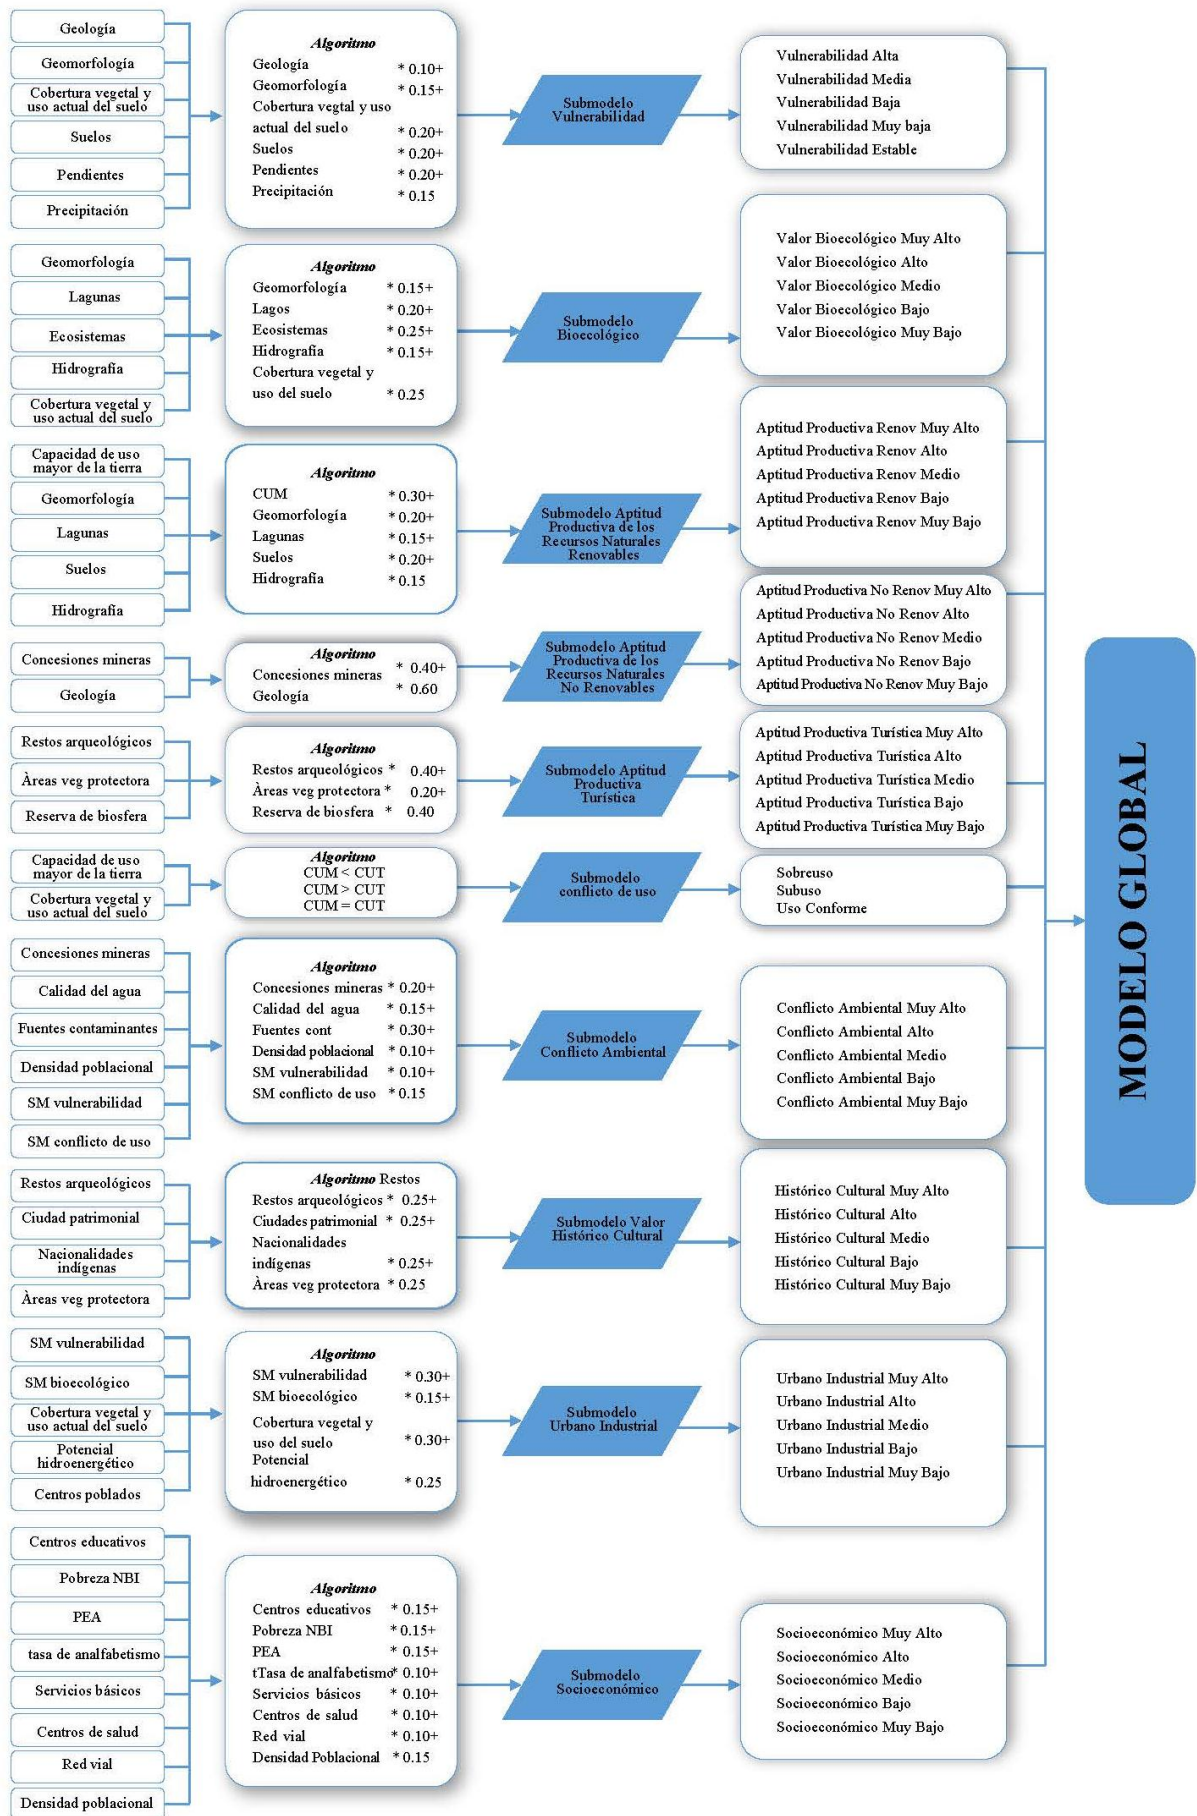 Geología
Geomorfología
Cobertura vegetal y
uso actual del suelo
Suelos
Pendientes
Precipitación
Algoritmo
Geología * 0.10+
Geomorfología * 0.15+
Cobertura vegtal y uso
actual del suelo * 0.20+
Suelos * 0.20+
Pendientes * 0.20+
Precipitación * 0.15
Submodelo
Vulnerabilidad
Vulnerabilidad Alta
Vulnerabilidad Media
Vulnerabilidad Baja
Vulnerabilidad Muy baja
Vulnerabilidad Estable
Geomorfología
Lagunas
Ecosistemas
Hidrografía
Cobertura vegetal y
uso actual del suelo
Algoritmo
Geomorfología * 0.15+
Lagos * 0.20+
Ecosistemas * 0.25+
Hidrografía * 0.15+
Cobertura vegetal y
uso del suelo * 0.25
Submodelo
Bioecológico
Valor Bioecológico Muy Alto
Valor Bioecológico Alto
Valor Bioecológico Medio
Valor Bioecológico Bajo
Valor Bioecológico Muy Bajo
Capacidad de uso
mayor de la tierra
Geomorfología
Lagunas
Suelos
Hidrografía
Algoritmo
CUM * 0.30+
Geomorfología * 0.20+
Lagunas * 0.15+
Suelos * 0.20+
Hidrografía * 0.15
Submodelo Aptitud
Productiva de los
Recursos Naturales
Renovables
Aptitud Productiva Renov Muy Alto
Aptitud Productiva Renov Alto
Aptitud Productiva Renov Medio
Aptitud Productiva Renov Bajo
Aptitud Productiva Renov Muy Bajo
Concesiones mineras
Geología
Algoritmo
Concesiones mineras * 0.40+
Geología * 0.60
Submodelo Aptitud
Productiva de los
Recursos Naturales
No Renovables
Aptitud Productiva No Renov Muy Alto
Aptitud Productiva No Renov Alto
Aptitud Productiva No Renov Medio
Aptitud Productiva No Renov Bajo
Aptitud Productiva No Renov Muy Bajo
Restos arqueológicos
Àreas veg protectora
Reserva de biosfera
Algoritmo
Restos arqueológicos * 0.40+
Àreas veg protectora * 0.20+
Reserva de biosfera * 0.40
Submodelo Aptitud
Productiva
Turística
Aptitud Productiva Turística Muy Alto
Aptitud Productiva Turística Alto
Aptitud Productiva Turística Medio
Aptitud Productiva Turística Bajo
Aptitud Productiva Turística Muy Bajo
Capacidad de uso
mayor de la tierra
Cobertura vegetal y
uso actual del suelo
Algoritmo
CUM < CUT
CUM > CUT
CUM = CUT
Submodelo
conflicto de uso
Sobreuso
Subuso
Uso Conforme
Concesiones mineras
Calidad del agua
Fuentes contaminantes
Densidad poblacional
SM vulnerabilidad
SM conflicto de uso
Algoritmo
Concesiones mineras * 0.20+
Calidad del agua * 0.15+
Fuentes cont * 0.30+
Densidad poblacional * 0.10+
SM vulnerabilidad * 0.10+
SM conflicto de uso * 0.15
Submodelo
Conflicto Ambiental
Conflicto Ambiental Muy Alto
Conflicto Ambiental Alto
Conflicto Ambiental Medio
Conflicto Ambiental Bajo
Conflicto Ambiental Muy Bajo
Restos arqueológicos
Ciudad patrimonial
Nacionalidades
indígenas
Àreas veg protectora
Algoritmo Restos
Restos arqueológicos * 0.25+
Ciudades patrimonial * 0.25+
Nacionalidades
indígenas * 0.25+
Àreas veg protectora * 0.25
Submodelo Valor
Histórico Cultural
Histórico Cultural Muy Alto
Histórico Cultural Alto
Histórico Cultural Medio
Histórico Cultural Bajo
Histórico Cultural Muy Bajo
SM vulnerabilidad
SM bioecológico
Cobertura vegetal y
uso actual del suelo
Potencial
hidroenergético
Centros poblados
Algoritmo
SM vulnerabilidad * 0.30+
SM bioecológico * 0.15+
Cobertura vegetal y
uso del suelo * 0.30+
Potencial
hidroenergético * 0.25
Submodelo
Urbano Industrial
Urbano Industrial Muy Alto
Urbano Industrial Alto
Urbano Industrial Medio
Urbano Industrial Bajo
Urbano Industrial Muy Bajo
Centros educativos
Pobreza NBI
PEA
tasa de analfabetismo
Servicios básicos
Centros de salud
Red vial
Densidad poblacional
Algoritmo
Centros educativos * 0.15+
Pobreza NBI * 0.15+
PEA * 0.15+
tTasa de analfabetismo* 0.10+
Servicios básicos * 0.10+
Centros de salud * 0.10+
Red vial * 0.10+
Densidad Poblacional * 0.15
Submodelo
Socioeconómico
Socioeconómico Muy Alto
Socioeconómico Alto
Socioeconómico Medio
Socioeconómico Bajo
Socioeconómico Muy Bajo
MODELO GLOBAL